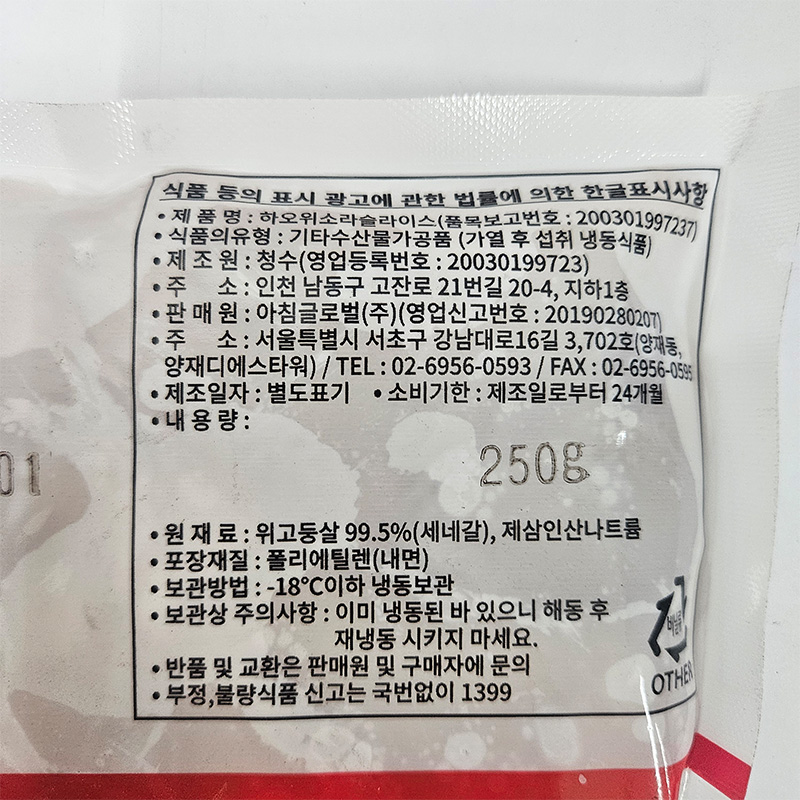 식품 등의 표시 광고에 관한 법률에 의한 한글표시사항
• 제 품 명 : 하오위소라슬라이스(품목보고번호 : 200301997237)
• 식품의유형 : 기타수산물가공품 (가열 후 섭취 냉동식품)
• 제 조 원 : 청수(영업등록번호 : 20030199723)
• 주 소 : 인천 남동구 고잔로 21번길 20-4, 지하1층
• 판 매 원 : 아침글로벌(주)(영업신고번호 : 20190280207)
• 주 소 : 서울특별시 서초구 강남대로16길 3,702호(양재동,
양재디에스타워) / TEL : 02-6956-0593 / FAX : 02-6956-0595
• 제조일자 : 별도표기 • 소비기한 : 제조일로부터 24개월
• 내 용 량 :
250g
01
• 원 재 료 : 위고둥살 99.5%(세네갈), 제삼인산나트륨
• 포장재질 : 폴리에틸렌(내면)
• 보관방법 : -18℃이하 냉동보관
• 보관상 주의사항 : 이미 냉동된 바 있으니 해동 후
재냉동 시키지 마세요.
• 반품 및 교환은 판매원 및 구매자에 문의
• 부정,불량식품 신고는 국번없이 1399
비닐류
OTHER